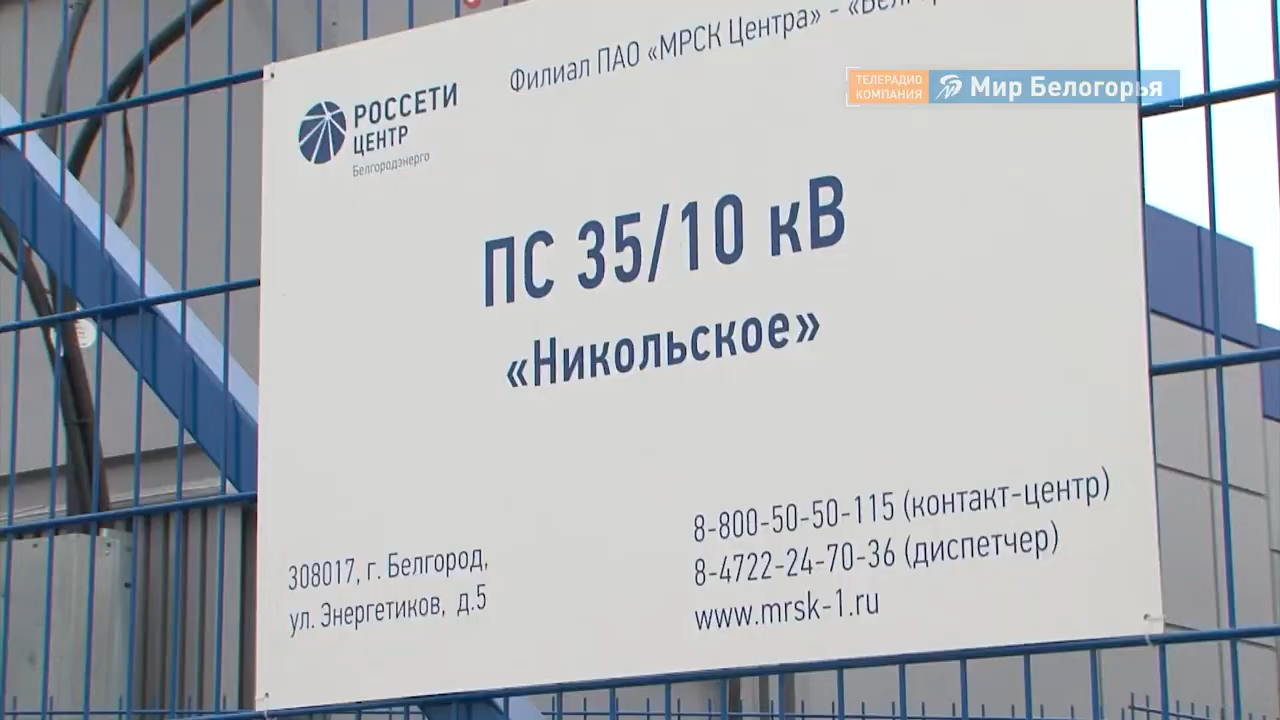 Филиал ПАО «МРСК Центра» -
ТЕЛЕРАДИО
КОМПАНИЯ
Мир Белогорья
РОССЕТИ
ЦЕНТР
Белгородэнерго
ПС 35/10 кВ
«Никольское»
308017, г. Белгород,
ул. Энергетиков, д.5
8-800-50-50-115 (контакт-центр)
8-4722-24-70-36 (диспетчер)
www.mrsk-1.ru